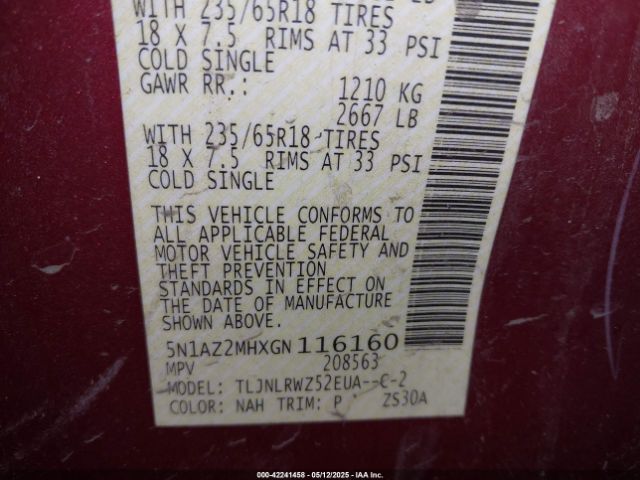 WITH 235/65R18 TIRES
18 X 7.5 RIMS AT 33 PSI
COLD SINGLE
GAWR RR.: 1210 KG
2667 LB
WITH 235/65R18 TIRES
18 X 7.5 RIMS AT 33 PSI
COLD SINGLE
THIS VEHICLE CONFORMS TO
ALL APPLICABLE FEDERAL
MOTOR VEHICLE SAFETY AND
THEFT PREVENTION
STANDARDS IN EFFECT ON
THE DATE OF MANUFACTURE
SHOWN ABOVE.
5N1AZ2MHXGN 116160
MPV 208563
MODEL: TLJNLRWZ52EUA--C-2
COLOR: NAH TRIM: P ZS30A
000-42241458 - 05/12/2025 - IAA Inc.